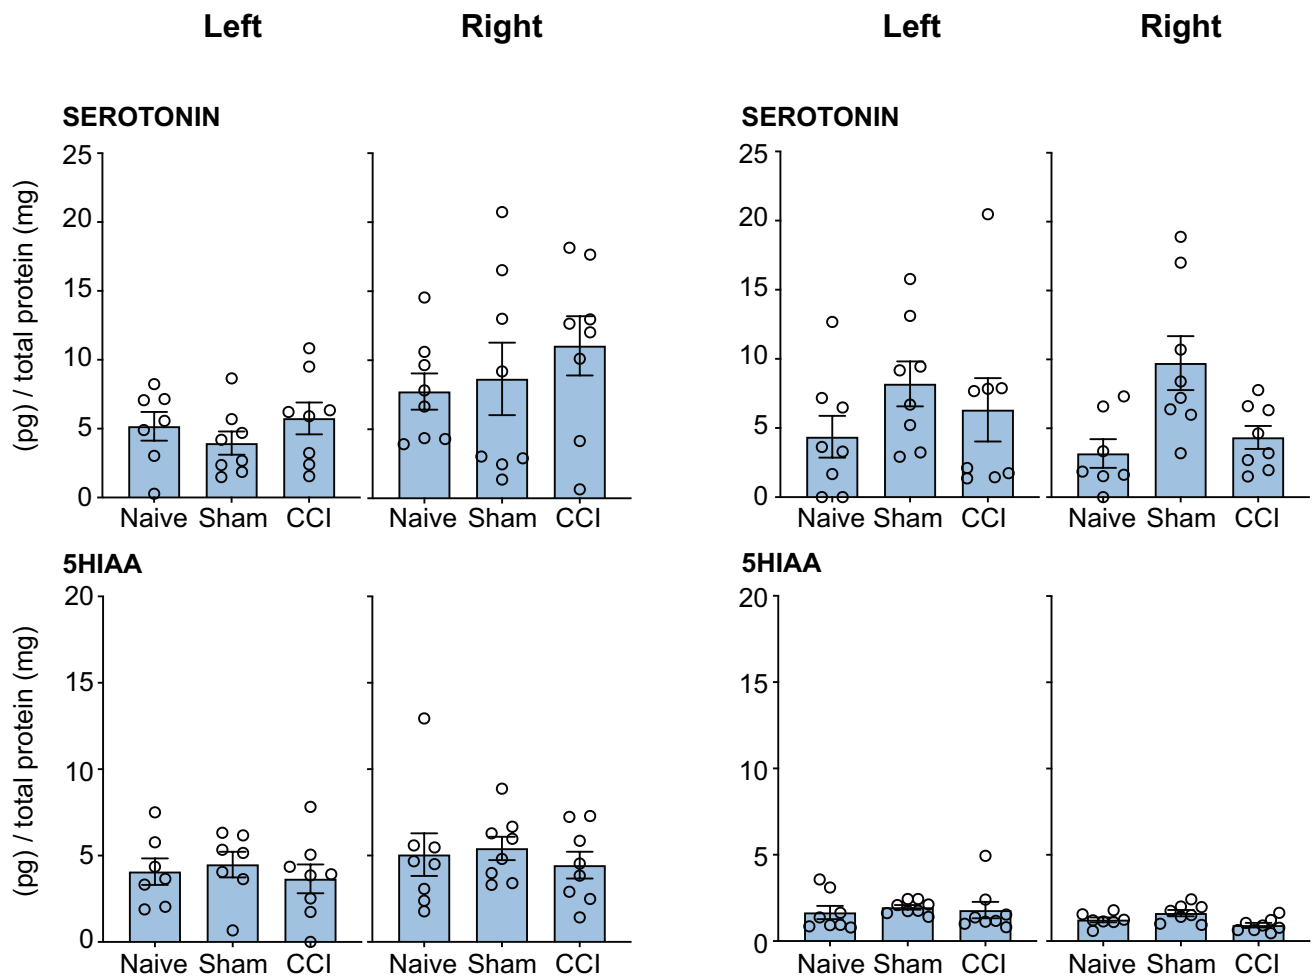 Left Right Left Right
SEROTONIN SEROTONIN
(pg) / total protein (mg)
25 25
20 20
15 15
10 10
5 5
0 0
Naive Sham CCI Naive Sham CCI Naive Sham CCI Naive Sham CCI
5HIAA 5HIAA
(pg) / total protein (mg)
20 20
15 15
10 10
5 5
0 0
Naive Sham CCI Naive Sham CCI Naive Sham CCI Naive Sham CCI